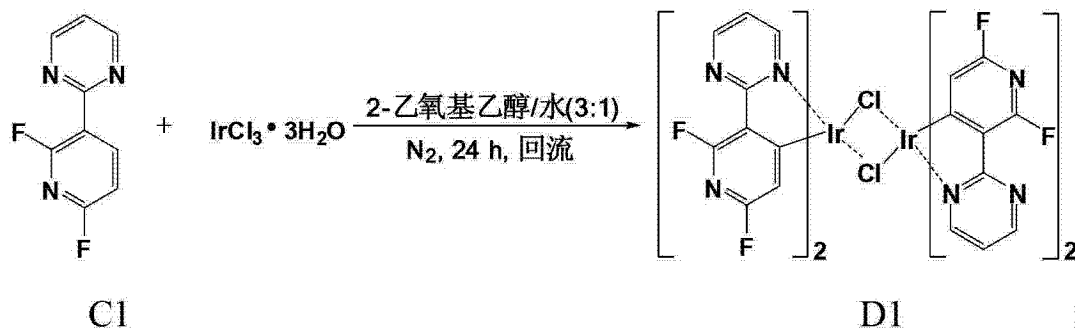 N N
F
N
F
+
IrCl3 • 3H2O
2-乙氧基乙醇/水(3:1)
N2, 24 h, 回流
N N
F
N
F
2
Ir
Cl
Cl
Ir
F
N
F
N N
2
C1
D1